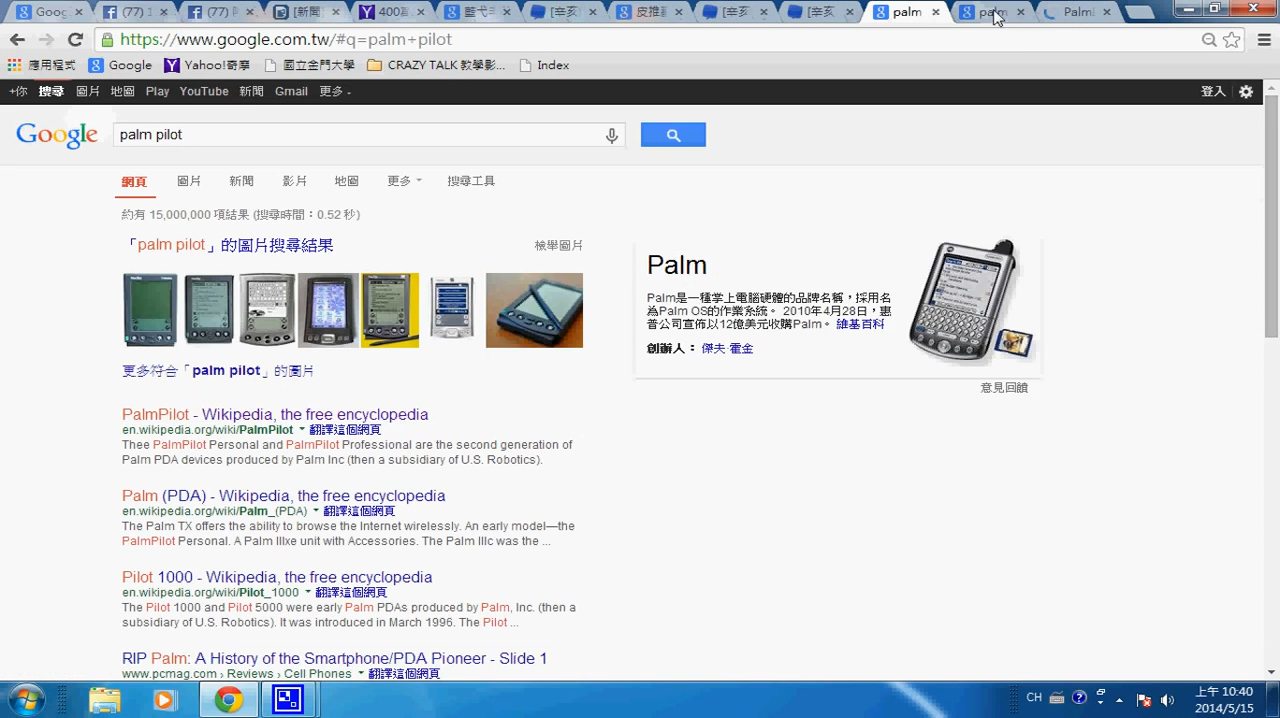 Goog
(77) 1
(77)
[新聞
400
藍弋
[辛亥
皮推
[辛亥
[辛亥
palm
palm
Palm
https://www.google.com.tw/#q=palm+pilot
應用程式 Google Yahoo!奇摩 國立金門大學 CRAZY TALK 教學影... Index
+你 搜尋 圖片 地圖 Play YouTube 新聞 Gmail 更多 登入
Google palm pilot
網頁 圖片 新聞 影片 地圖 更多 搜尋工具
約有 15,000,000 項結果 (搜尋時間：0.52 秒)
「palm pilot」的圖片搜尋結果 檢舉圖片
更多符合「palm pilot」的圖片
Palm
Palm是一種掌上電腦硬體的品牌名稱，採用名
為Palm OS的作業系統。 2010年4月28日，惠
普公司宣佈以12億美元收購Palm。 維基百科
創辦人： 傑夫·霍金
意見回饋
PalmPilot - Wikipedia, the free encyclopedia
en.wikipedia.org/wiki/PalmPilot 翻譯這個網頁
Thee PalmPilot Personal and PalmPilot Professional are the second generation of
Palm PDA devices produced by Palm Inc (then a subsidiary of U.S. Robotics).
Palm (PDA) - Wikipedia, the free encyclopedia
en.wikipedia.org/wiki/Palm_(PDA) 翻譯這個網頁
The Palm TX offers the ability to browse the Internet wirelessly. An early model—the
PalmPilot Personal. A Palm IIIxe unit with Accessories. The Palm IIIc was the ...
Pilot 1000 - Wikipedia, the free encyclopedia
en.wikipedia.org/wiki/Pilot_1000 翻譯這個網頁
The Pilot 1000 and Pilot 5000 were early Palm PDAs produced by Palm, Inc. (then a
subsidiary of U.S. Robotics). It was introduced in March 1996. The Pilot ...
RIP Palm: A History of the Smartphone/PDA Pioneer - Slide 1
www.pcmag.com › Reviews › Cell Phones 翻譯這個網頁
CH
上午 10:40
2014/5/15